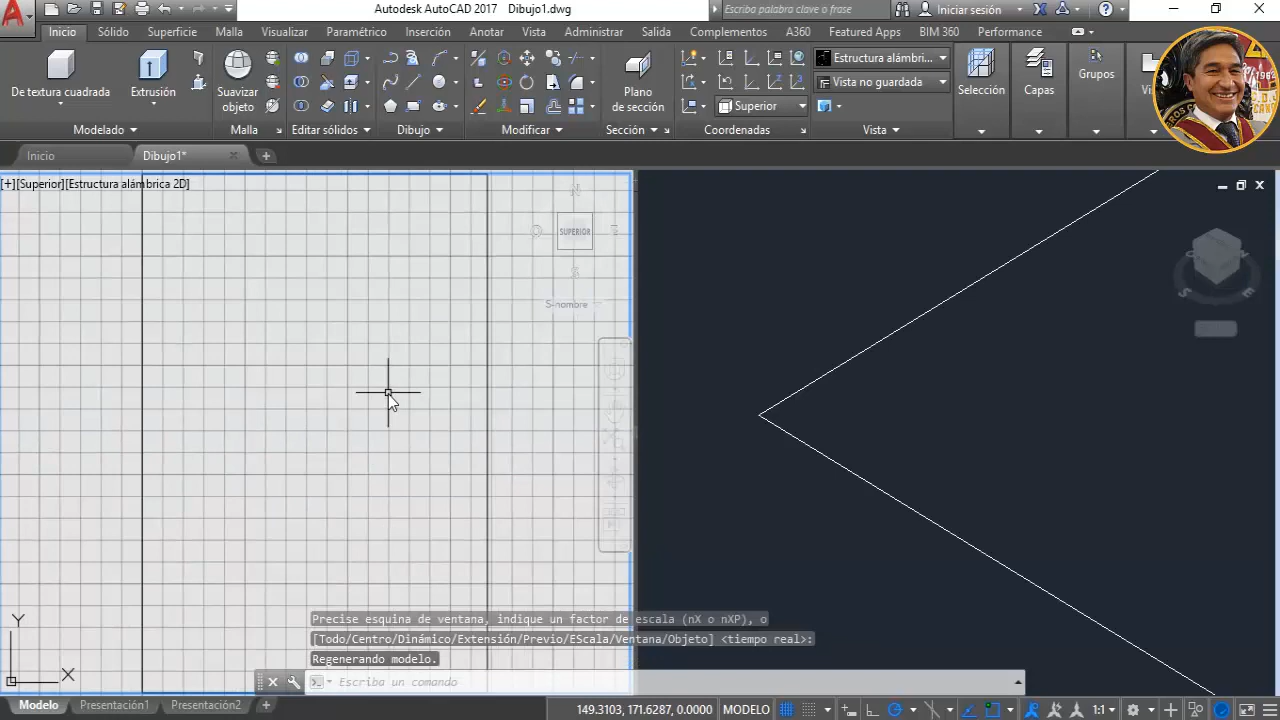 Autodesk AutoCAD 2017 Dibujo1.dwg
Escriba palabra clave o frase
Iniciar sesión
Inicio Sólido Superficie Malla Visualizar Paramétrico Inserción Anotar Vista Administrar Salida Complementos A360 Featured Apps BIM 360 Performance
De textura cuadrada
Extrusión
Suavizar
objeto
Plano
de sección
Estructura alámbri...
Vista no guardada
Superior
Selección
Capas
Grupos
Modelado Malla Editar sólidos Dibujo Modificar Sección Coordenadas Vista
Inicio Dibujo1*
[+][Superior][Estructura alámbrica 2D]
N
O SUPERIOR
S
S-nombre
S E
Precise esquina de ventana, indique un factor de escala (nX o nXP), o
[Todo/Centro/Dinámico/Extensión/Previo/EScala/Ventana/Objeto] <tiempo real>:
Regenerando modelo.
Y
X
Escriba un comando
Modelo Presentación1 Presentación2
149.3103, 171.6287, 0.0000 MODELO 1:1